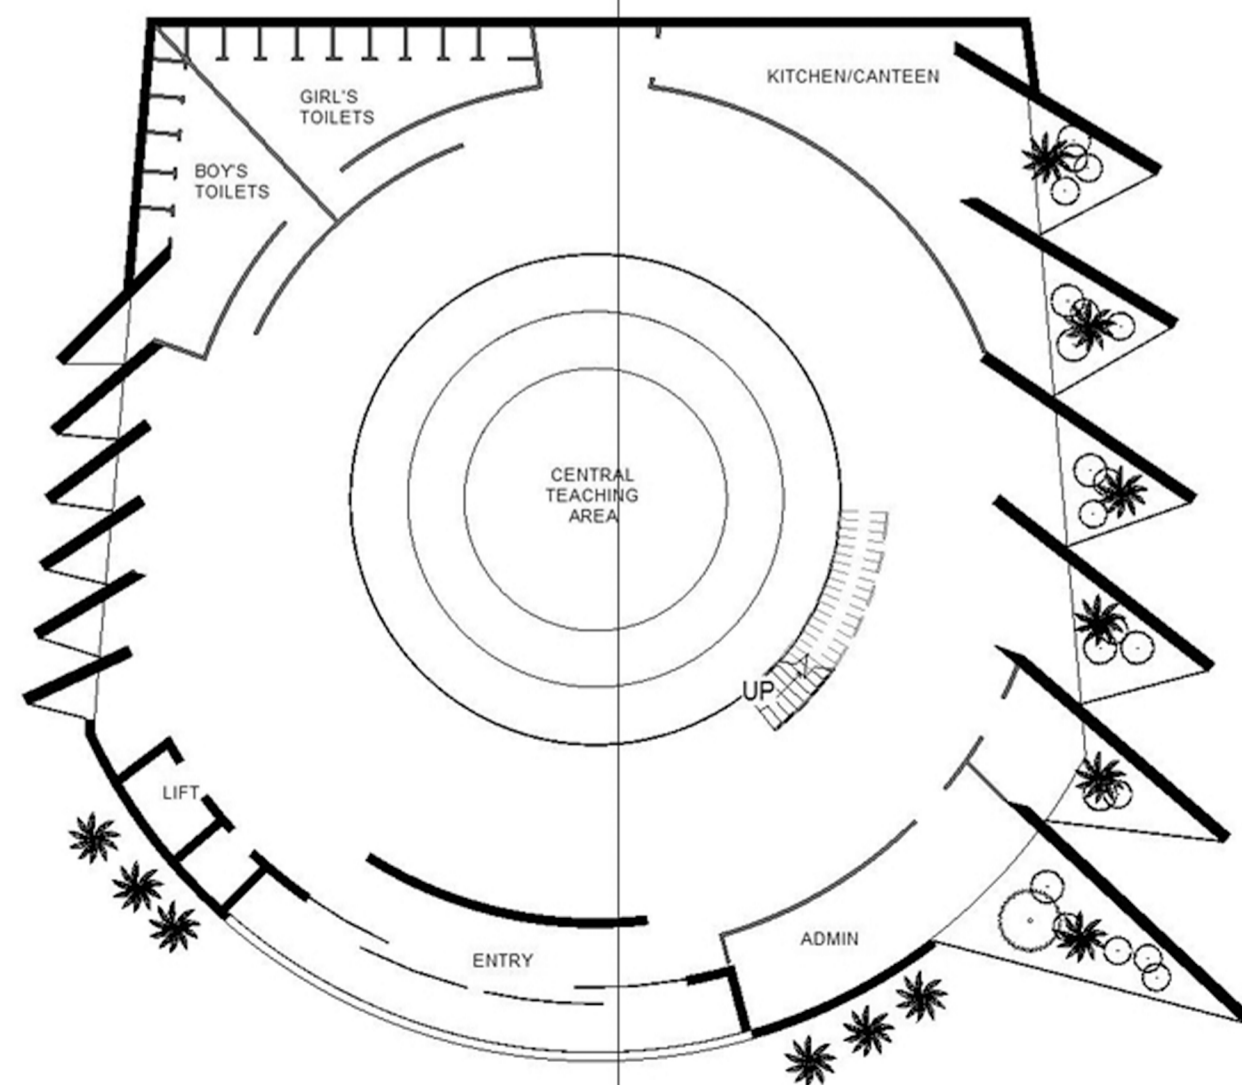 KITCHEN/CANTEEN
GIRL'S
TOILETS
BOY'S
TOILETS
CENTRAL
TEACHING
AREA
UP
LIFT
ADMIN
ENTRY